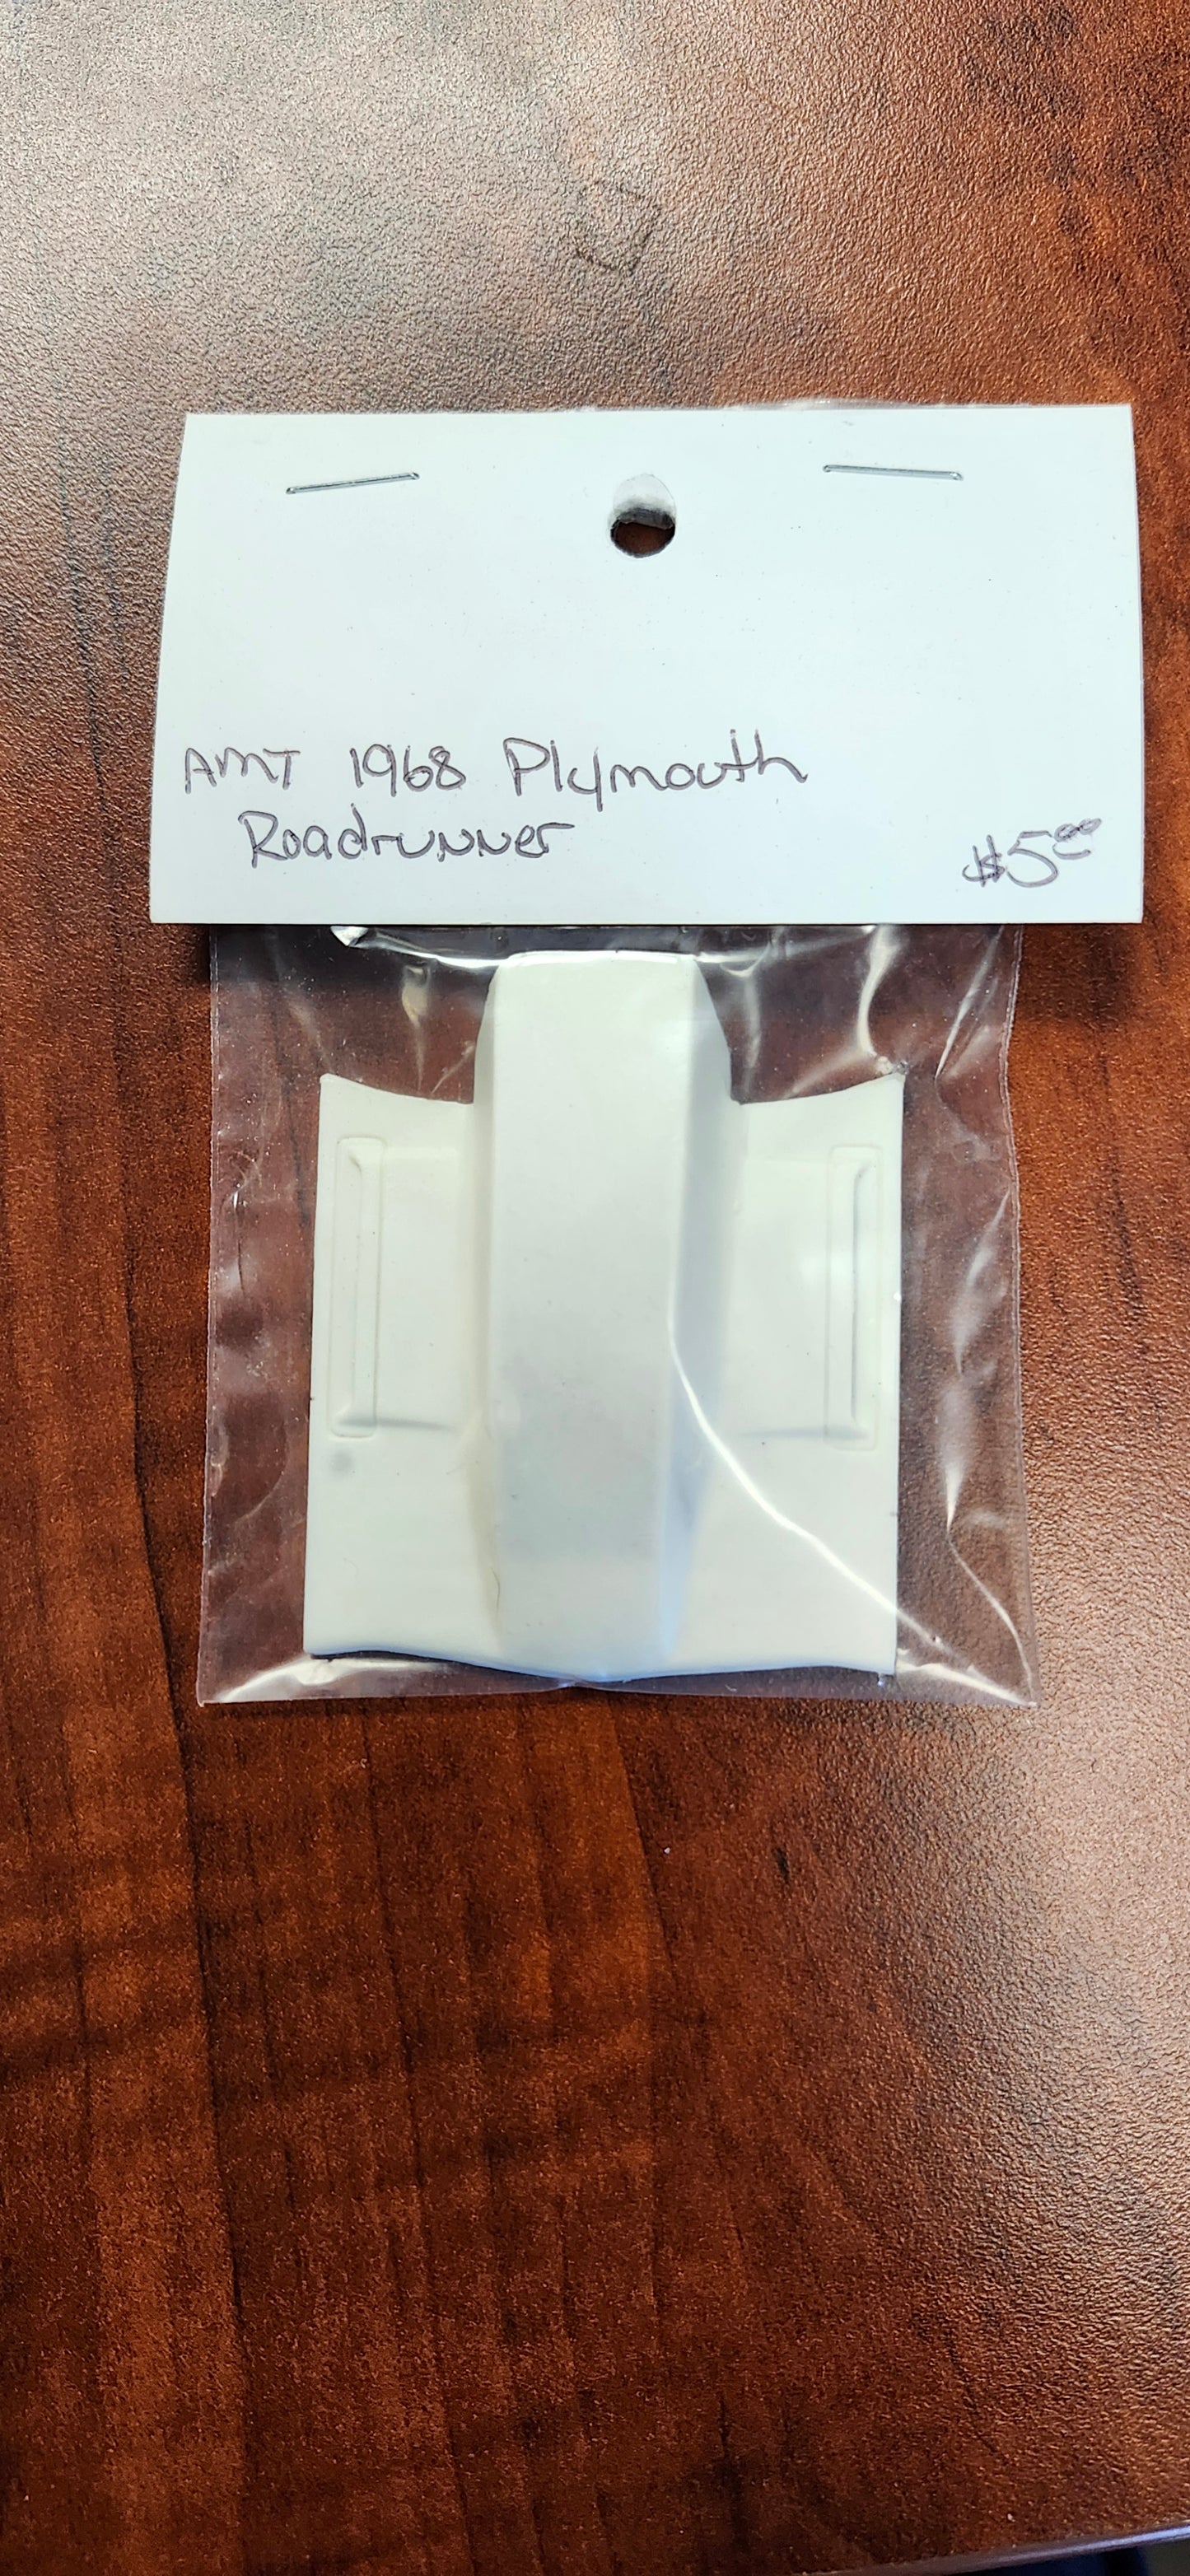 AMT 1968 Plymouth
Roadrunner
$5.00